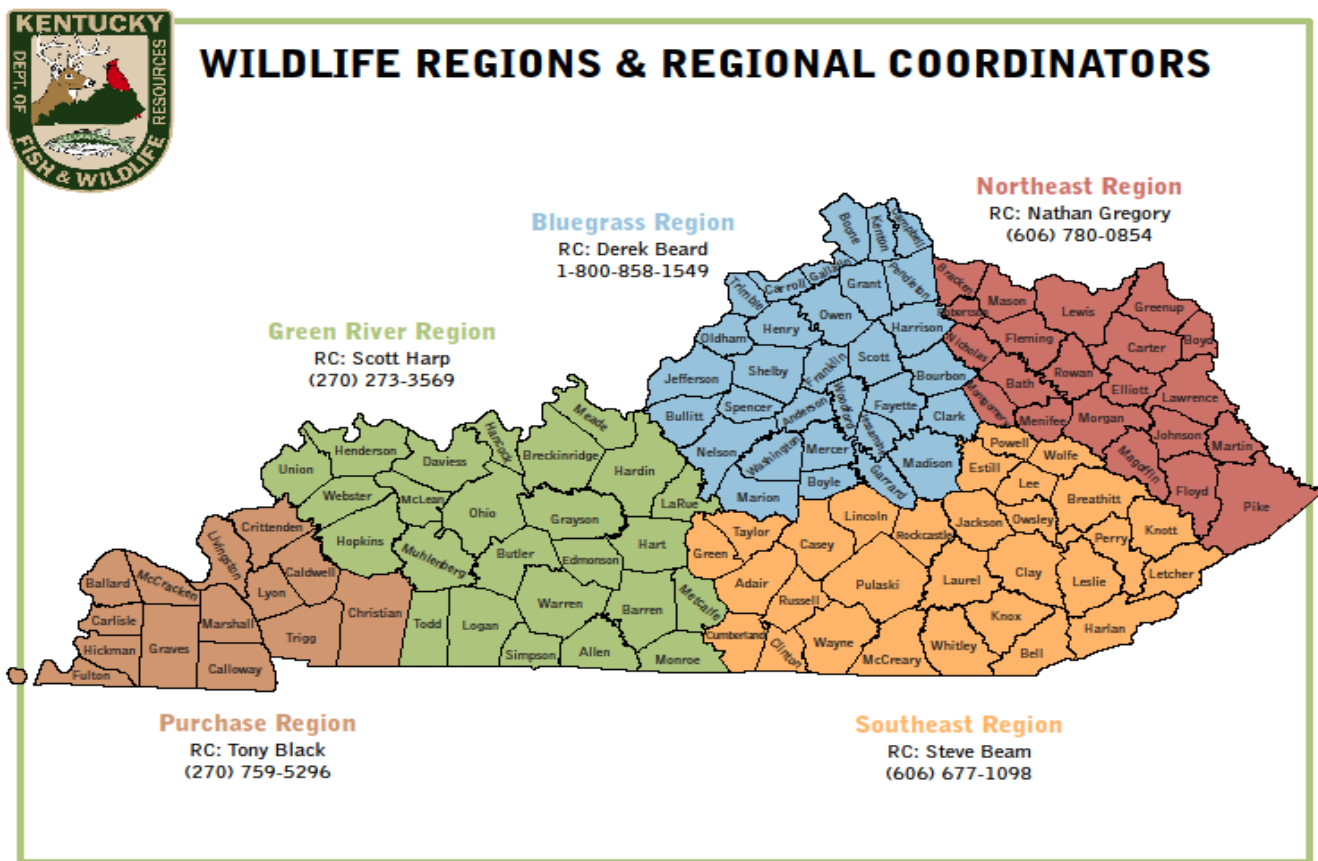 KENTUCKY
DEPT. OF
RESOURCES
FISH & WILDLIFE
WILDLIFE REGIONS & REGIONAL COORDINATORS
Northeast Region
RC: Nathan Gregory
(606) 780-0854
Bluegrass Region
RC: Derek Beard
1-800-858-1549
Green River Region
RC: Scott Harp
(270) 273-3569
Boone
Kenton
Campbell
Trimble
Carroll
Gallatin
Grant
Pendleton
Oldham
Henry
Owen
Harrison
Jefferson
Shelby
Franklin
Scott
Bourbon
Bullitt
Spencer
Anderson
Woodford
Fayette
Clark
Nelson
Washington
Mercer
Jessamine
Garrard
Madison
Marion
Boyle
Bracken
Mason
Lewis
Greenup
Robertson
Fleming
Carter
Boyd
Nicholas
Rowan
Bath
Elliott
Lawrence
Montgomery
Menifee
Morgan
Johnson
Martin
Magoffin
Floyd
Pike
Meade
Hancock
Breckinridge
Hardin
Henderson
Daviess
Union
Webster
McLean
Ohio
Grayson
LaRue
Hopkins
Muhlenberg
Butler
Edmonson
Hart
Warren
Barren
Metcalfe
Todd
Logan
Simpson
Allen
Monroe
Powell
Wolfe
Estill
Lee
Breathitt
Taylor
Lincoln
Rockcastle
Jackson
Owsley
Perry
Knott
Green
Casey
Adair
Pulaski
Laurel
Clay
Leslie
Letcher
Russell
Knox
Harlan
Cumberland
Clinton
Wayne
McCreary
Whitley
Bell
Crittenden
Livingston
Ballard
McCracken
Lyon
Caldwell
Christian
Carlisle
Marshall
Trigg
Hickman
Graves
Calloway
Fulton
Purchase Region
RC: Tony Black
(270) 759-5296
Southeast Region
RC: Steve Beam
(606) 677-1098